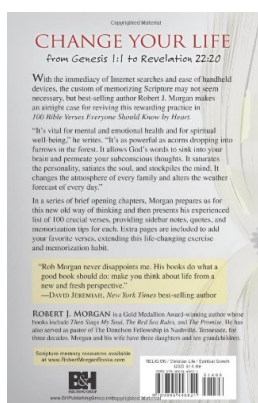 Copyrighted Material
CHANGE YOUR LIFE
from Genesis 1:1 to Revelation 22:20
With the immediacy of Internet searches and ease of handheld
devices, the custom of memorizing Scripture may not seem
necessary, but best-selling author Robert J. Morgan makes
an airtight case for reviving this rewarding practice in
100 Bible Verses Everyone Should Know by Heart.
"It's vital for mental and emotional health and for spiritual
well-being," he writes. "It's as powerful as acorns dropping into
furrows in the forest. It allows God's words to sink into your
brain and permeate your subconscious thoughts. It saturates
the personality, satiates the soul, and stockpiles the mind. It
changes the atmosphere of every family and alters the weather
forecast of every day."
In a series of brief opening chapters, Morgan prepares us for
this new old way of thinking and then presents his experienced
list of 100 crucial verses, providing sidebar notes, quotes, and
memorization tips for each. Extra pages are included to add
your favorite verses, extending this life-changing exercise
and memorization habit.
"Rob Morgan never disappoints me. His books do what a
good book should do: make you think about life from a
new and fresh perspective."
—DAVID JEREMIAH, New York Times best-selling author
ROBERT J. MORGAN is a Gold Medallion Award-winning author whose
books include Then Sings My Soul, The Red Sea Rules, and The Promise. He has
also served as pastor of The Donelson Fellowship in Nashville, Tennessee, for
three decades. Morgan and his wife have three daughters and ten grandchildren.
Scripture memory resources available
at www.RobertMorganBooks.com
RELIGION / Christian Life / Spiritual Growth
B&H
www.BHPublishingGroup.com
Copyrighted Material